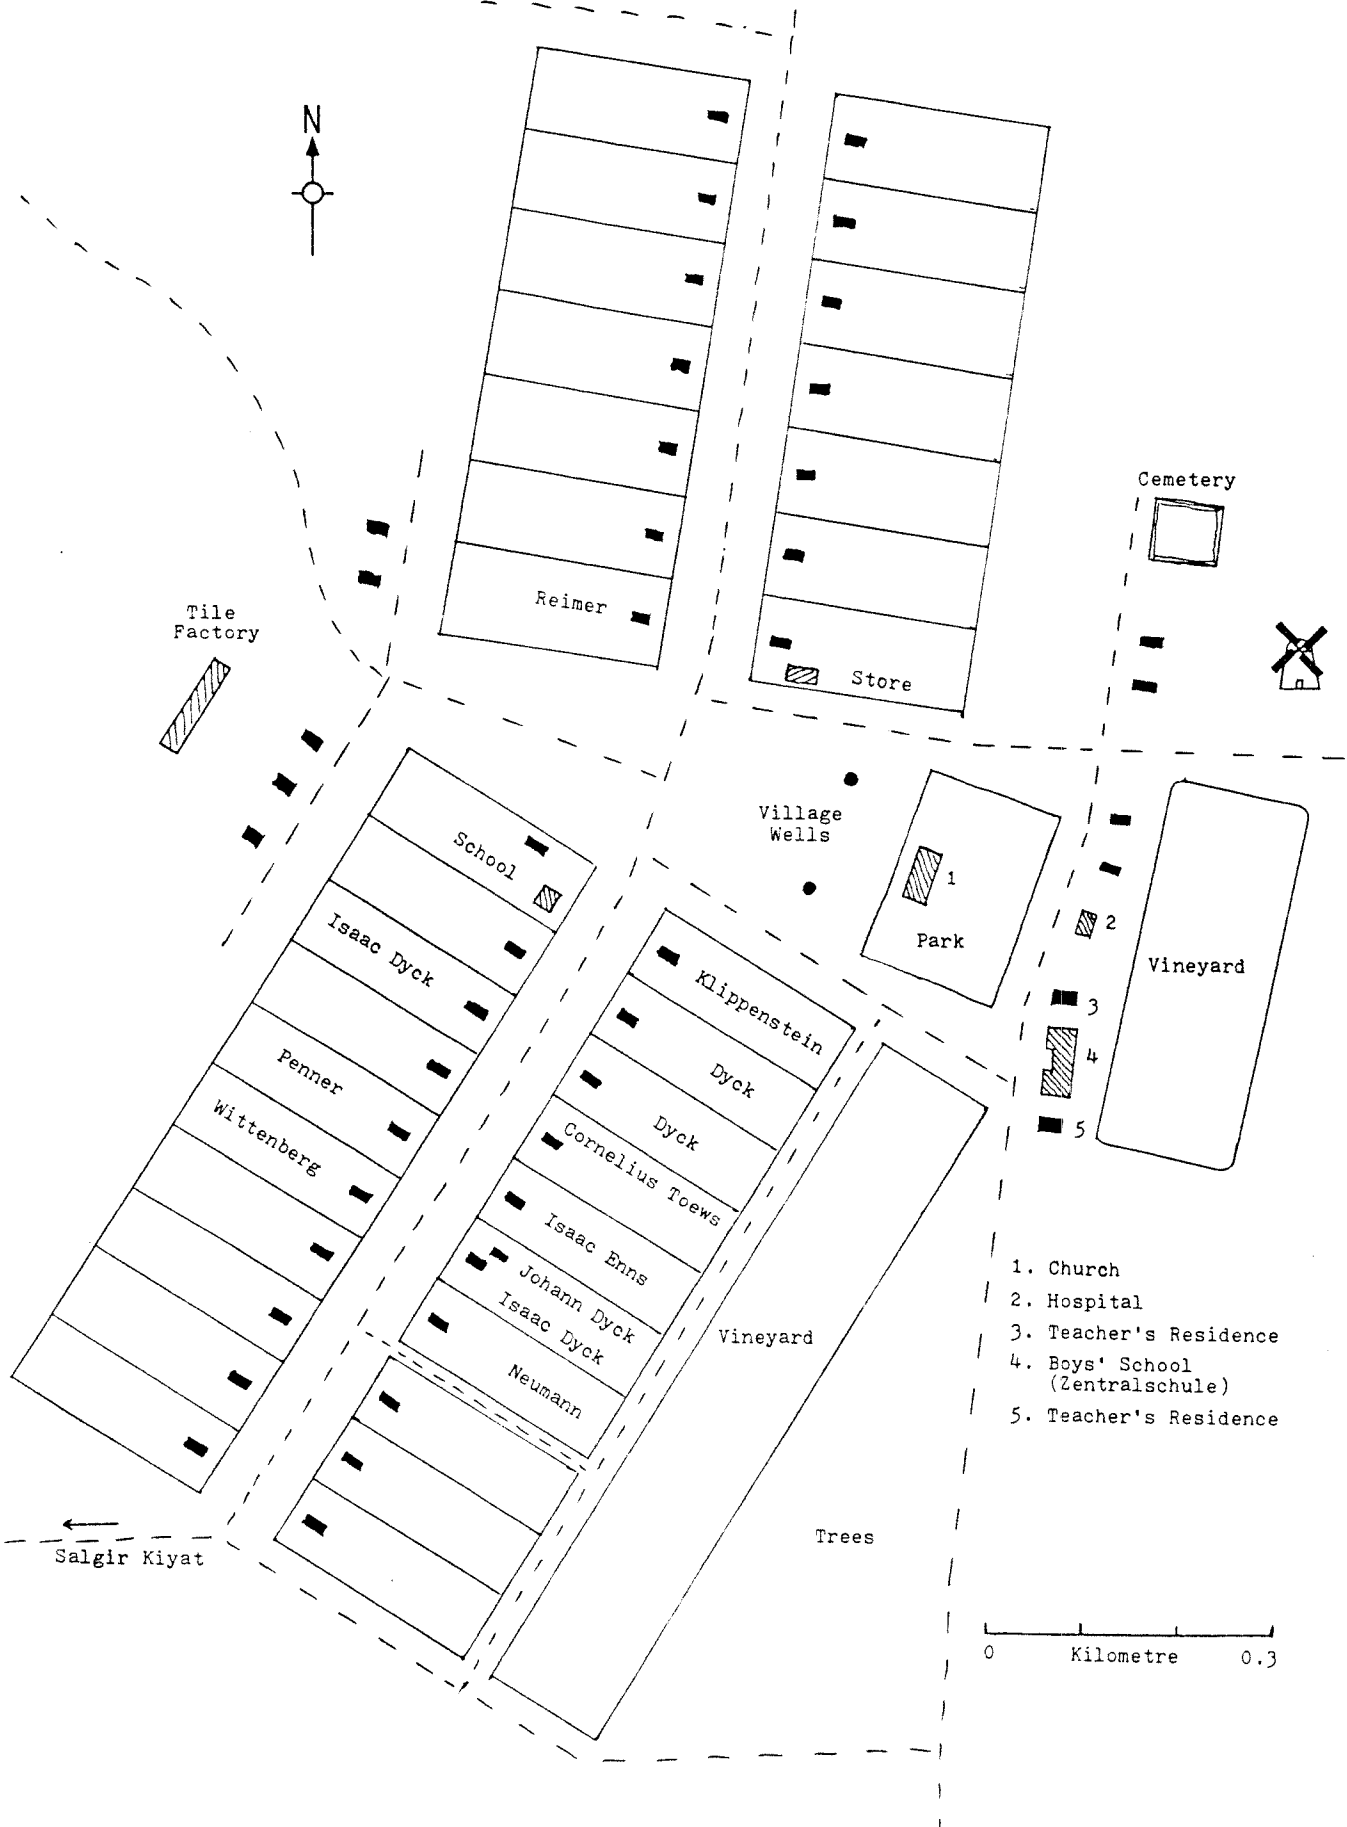 N
Cemetery
Reimer
Tile
Factory
Store
Village
Wells
School
1
Park
2
Isaac Dyck
Klippenstein
Vineyard
3
Penner
Dyck
4
Wittenberg
Dyck
5
Cornelius Toews
Isaac Enns
Johann Dyck
Isaac Dyck
Neumann
Vineyard
1. Church
2. Hospital
3. Teacher's Residence
4. Boys' School
(Zentralschule)
5. Teacher's Residence
Trees
Salgir Kiyat
0 Kilometre 0.3